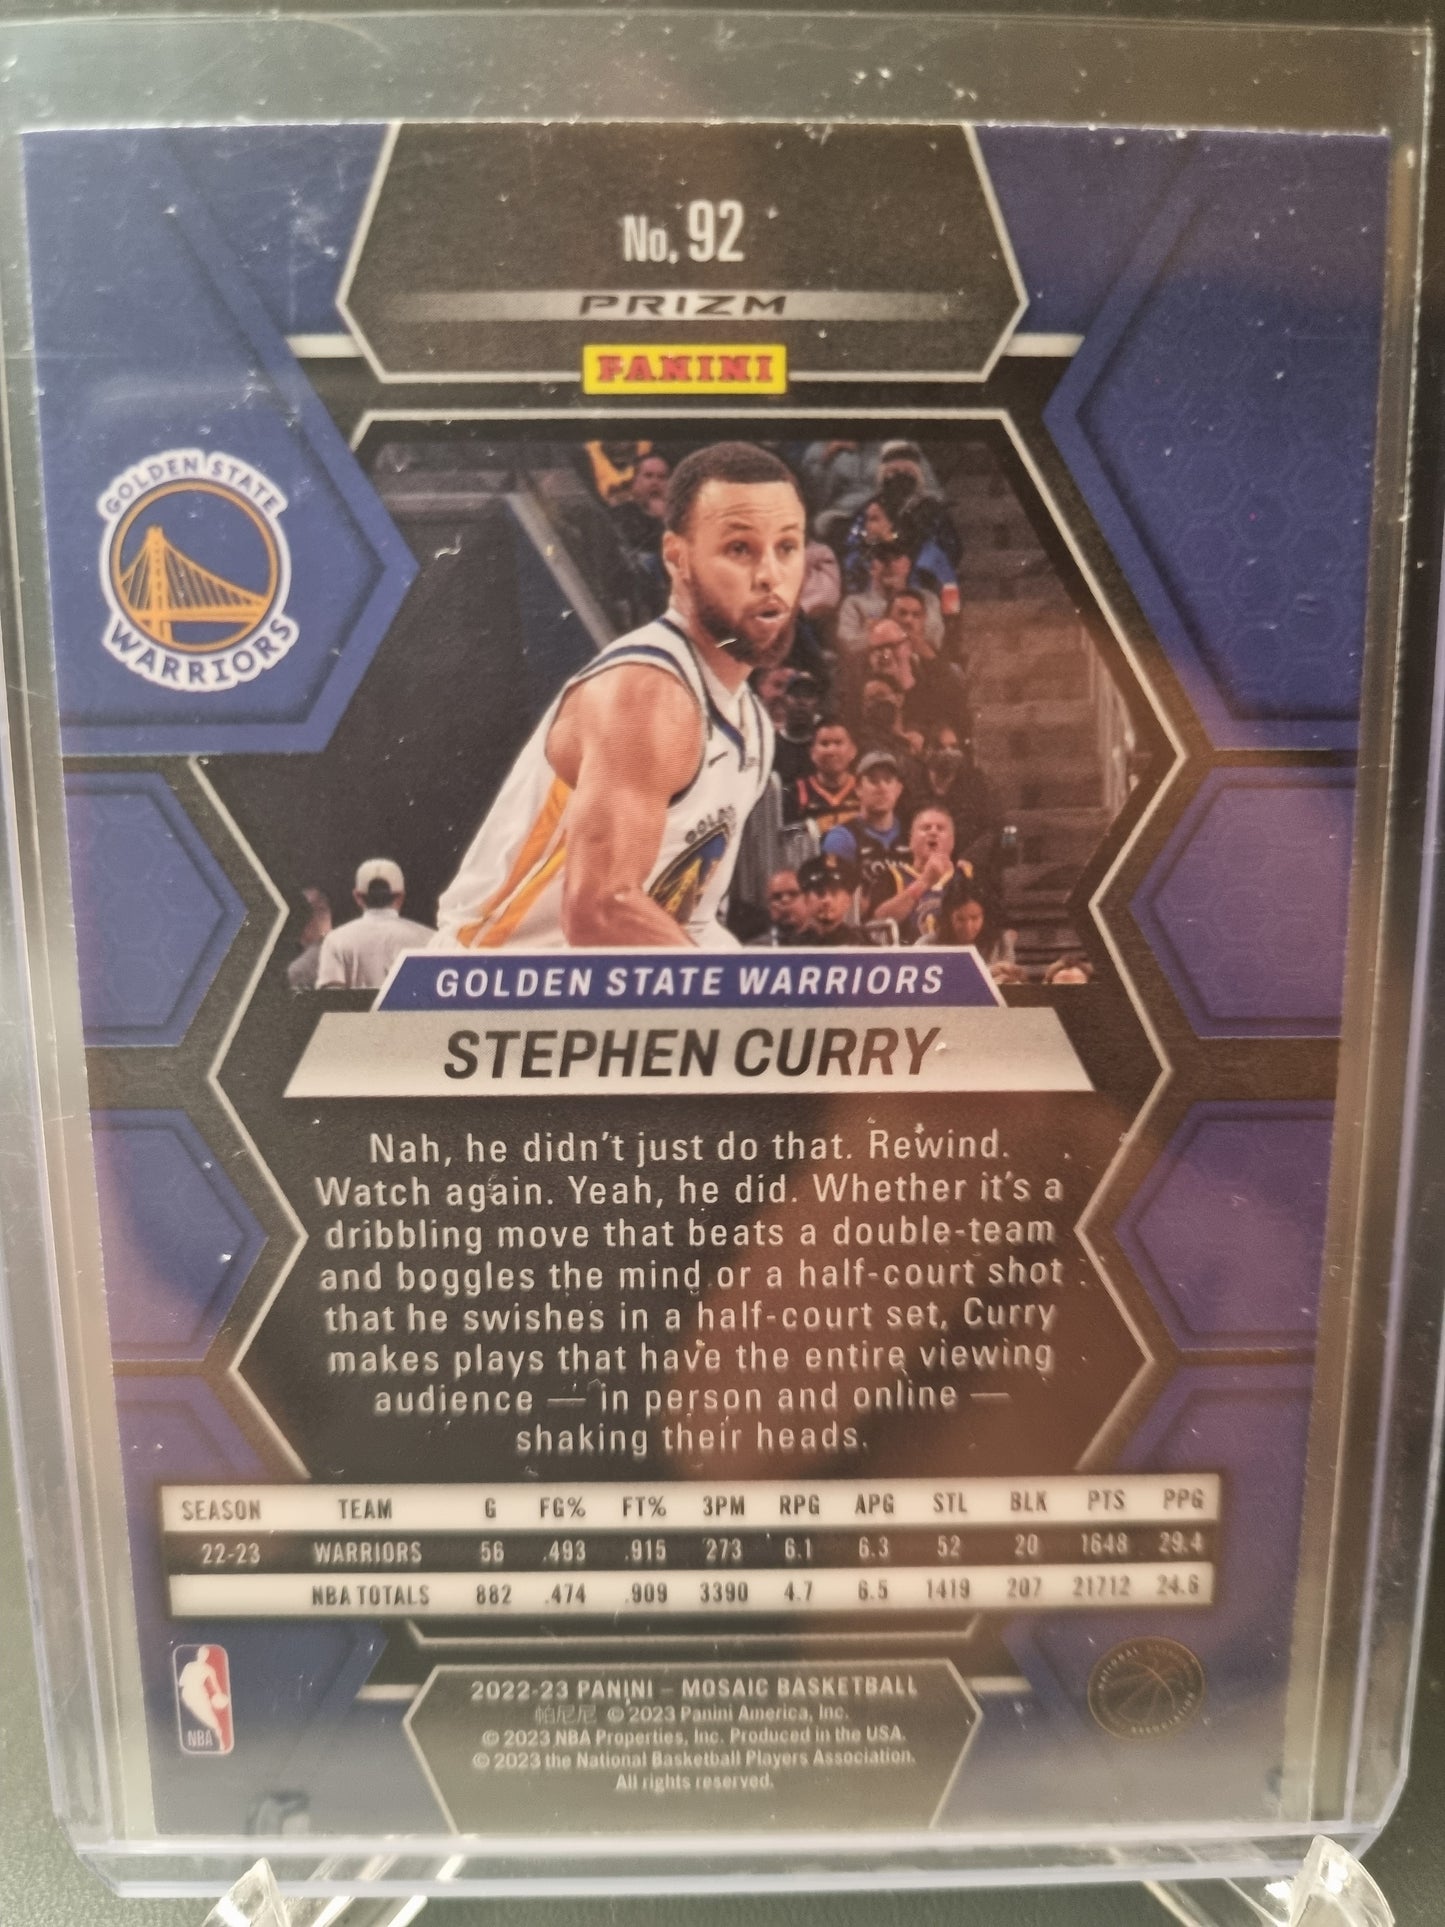 No. 92
PRIZM
PANINI
GOLDEN STATE
WARRIORS
GOLDEN STATE WARRIORS
STEPHEN CURRY
Nah, he didn't just do that. Rewind.
Watch again. Yeah, he did. Whether it's a
dribbling move that beats a double-team
and boggles the mind or a half-court shot
that he swishes in a half-court set, Curry
makes plays that have the entire viewing
audience — in person and online —
shaking their heads.
SEASON TEAM G FG% FT% 3PM RPG APG STL BLK PTS PPG
22-23 WARRIORS 56 .493 .915 273 6.1 6.3 52 20 1648 29.4
NBA TOTALS 882 .474 .909 3390 4.7 6.5 1419 207 21712 24.6
NBA
2022-23 PANINI – MOSAIC BASKETBALL
帕尼尼 © 2023 Panini America, Inc.
© 2023 NBA Properties, Inc. Produced in the USA.
© 2023 the National Basketball Players Association.
All rights reserved.